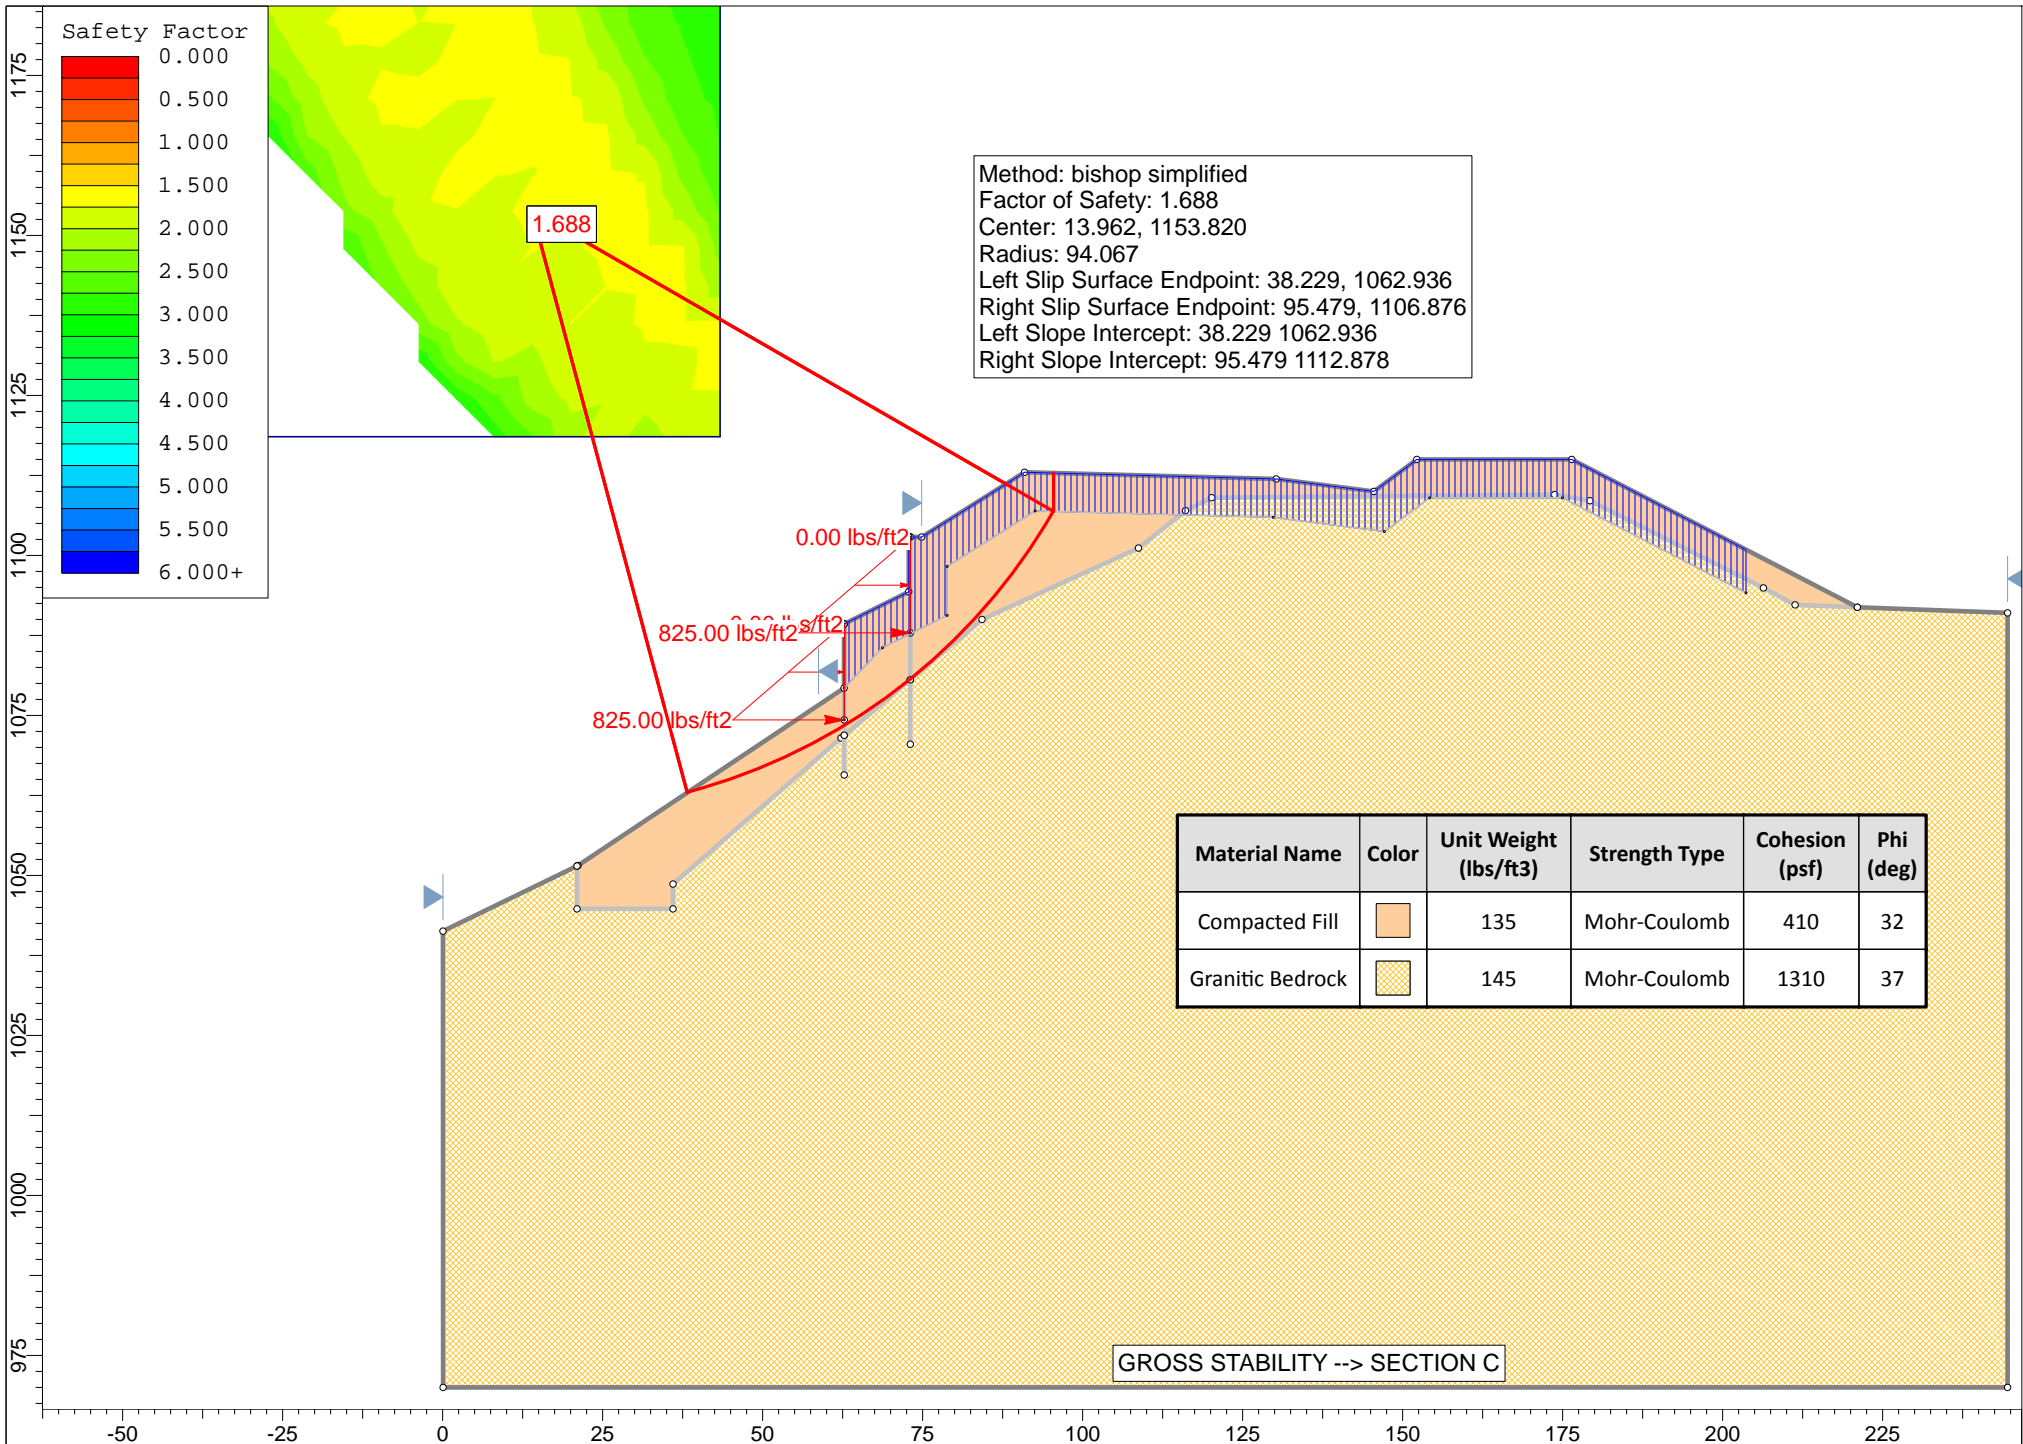 Safety Factor
0.000
0.500
1.000
1.500
2.000
2.500
3.000
3.500
4.000
4.500
5.000
5.500
6.000+
1.688
Method: bishop simplified
Factor of Safety: 1.688
Center: 13.962, 1153.820
Radius: 94.067
Left Slip Surface Endpoint: 38.229, 1062.936
Right Slip Surface Endpoint: 95.479, 1106.876
Left Slope Intercept: 38.229 1062.936
Right Slope Intercept: 95.479 1112.878
0.00 lbs/ft2
0.00 lbs/ft2
825.00 lbs/ft2
825.00 lbs/ft2
Material Name Color Unit Weight (lbs/ft3) Strength Type Cohesion (psf) Phi (deg)
Compacted Fill 135 Mohr-Coulomb 410 32
Granitic Bedrock 145 Mohr-Coulomb 1310 37
GROSS STABILITY --> SECTION C
1175
1150
1125
1100
1075
1050
1025
1000
975
-50 -25 0 25 50 75 100 125 150 175 200 225